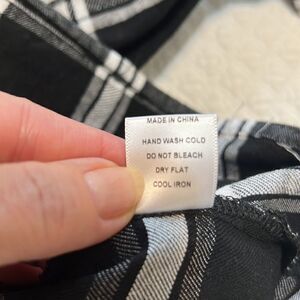 MADE IN CHINA
HAND WASH COLD
DO NOT BLEACH
DRY FLAT
COOL IRON